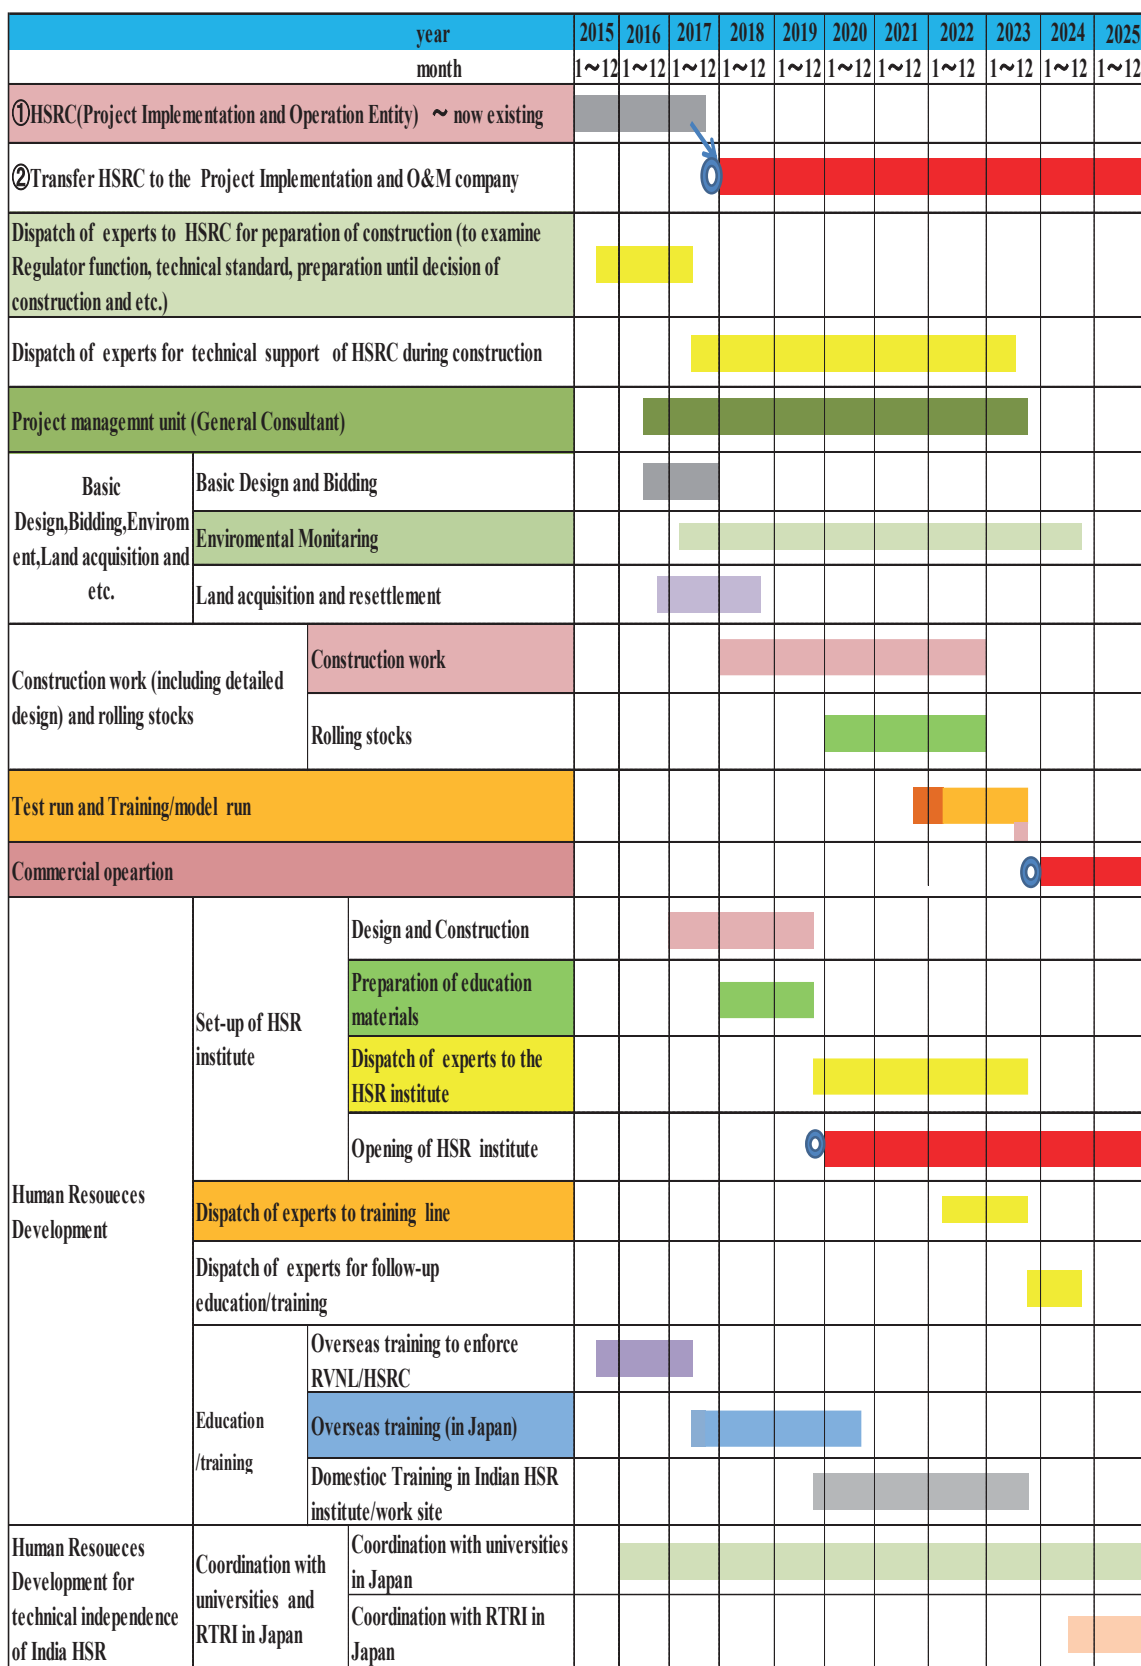 year 2015 2016 2017 2018 2019 2020 2021 2022 2023 2024 2025
month 1~12 1~12 1~12 1~12 1~12 1~12 1~12 1~12 1~12 1~12 1~12
①HSRC(Project Implementation and Operation Entity) ~ now existing
②Transfer HSRC to the Project Implementation and O&M company
Dispatch of experts to HSRC for peparation of construction (to examine
Regulator function, technical standard, preparation until decision of
construction and etc.)
Dispatch of experts for technical support of HSRC during construction
Project managemnt unit (General Consultant)
Basic
Design,Bidding,Envirom
ent,Land acquisition and
etc.
Basic Design and Bidding
Enviromental Monitaring
Land acquisition and resettlement
Construction work (including detailed
design) and rolling stocks
Construction work
Rolling stocks
Test run and Training/model run
Commercial opeartion
Human Resoueces
Development
Set-up of HSR
institute
Design and Construction
Preparation of education
materials
Dispatch of experts to the
HSR institute
Opening of HSR institute
Dispatch of experts to training line
Dispatch of experts for follow-up
education/training
Education
/training
Overseas training to enforce
RVNL/HSRC
Overseas training (in Japan)
Domestioc Training in Indian HSR
institute/work site
Human Resoueces
Development for
technical independence
of India HSR
Coordination with
universities and
RTRI in Japan
Coordination with universities
in Japan
Coordination with RTRI in
Japan